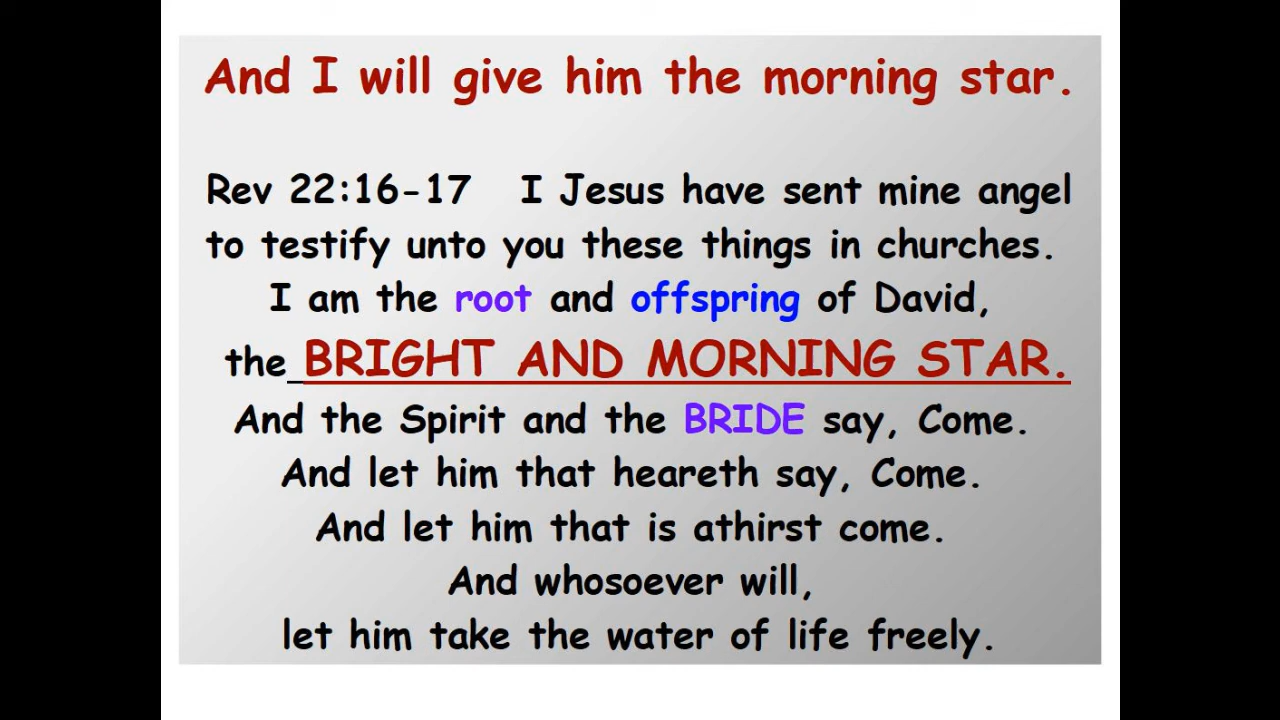 And I will give him the morning star.
Rev 22:16-17 I Jesus have sent mine angel
to testify unto you these things in churches.
I am the root and offspring of David,
the BRIGHT AND MORNING STAR.
And the Spirit and the BRIDE say, Come.
And let him that heareth say, Come.
And let him that is athirst come.
And whosoever will,
let him take the water of life freely.